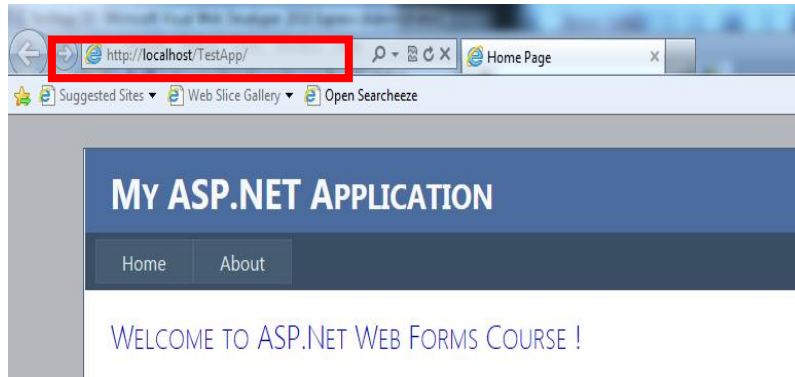 http://localhost/TestApp/
Home Page
Suggested Sites
Web Slice Gallery
Open Searcheeze
MY ASP.NET APPLICATION
Home
About
WELCOME TO ASP.NET WEB FORMS COURSE !